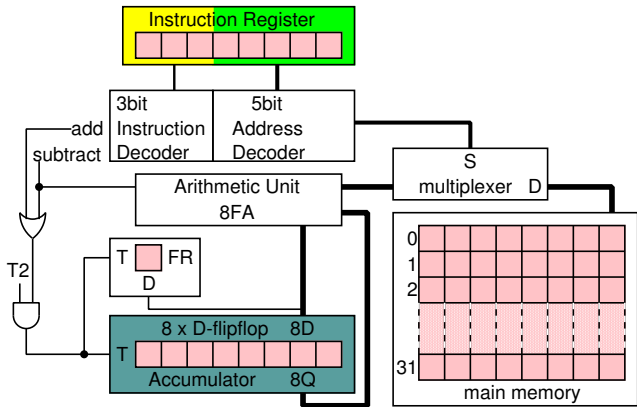 Instruction Register
3bit
Instruction
Decoder
5bit
Address
Decoder
add
subtract
S
multiplexer D
Arithmetic Unit
8FA
T FR
D
T2
8 x D-flipflop 8D
T
Accumulator 8Q
0
1
2
31
main memory